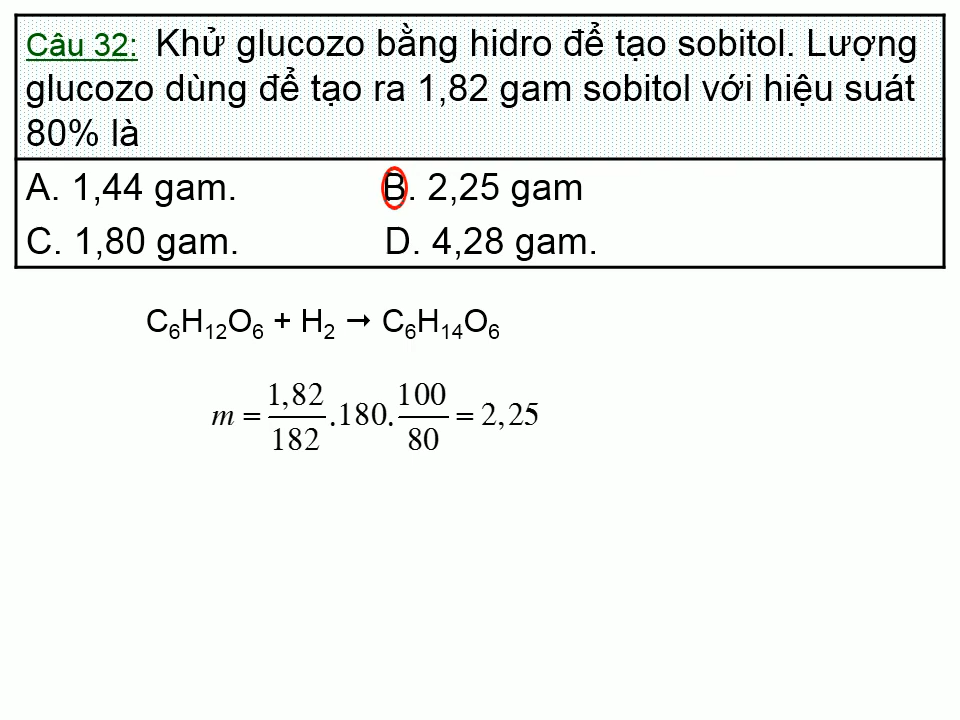 Câu 32: Khử glucozo bằng hidro để tạo sobitol. Lượng
glucozo dùng để tạo ra 1,82 gam sobitol với hiệu suát
80% là
A. 1,44 gam. B. 2,25 gam
C. 1,80 gam. D. 4,28 gam.
C₆H₁₂O₆ + H₂ → C₆H₁₄O₆
m = 1,82/182 .180. 100/80 = 2,25